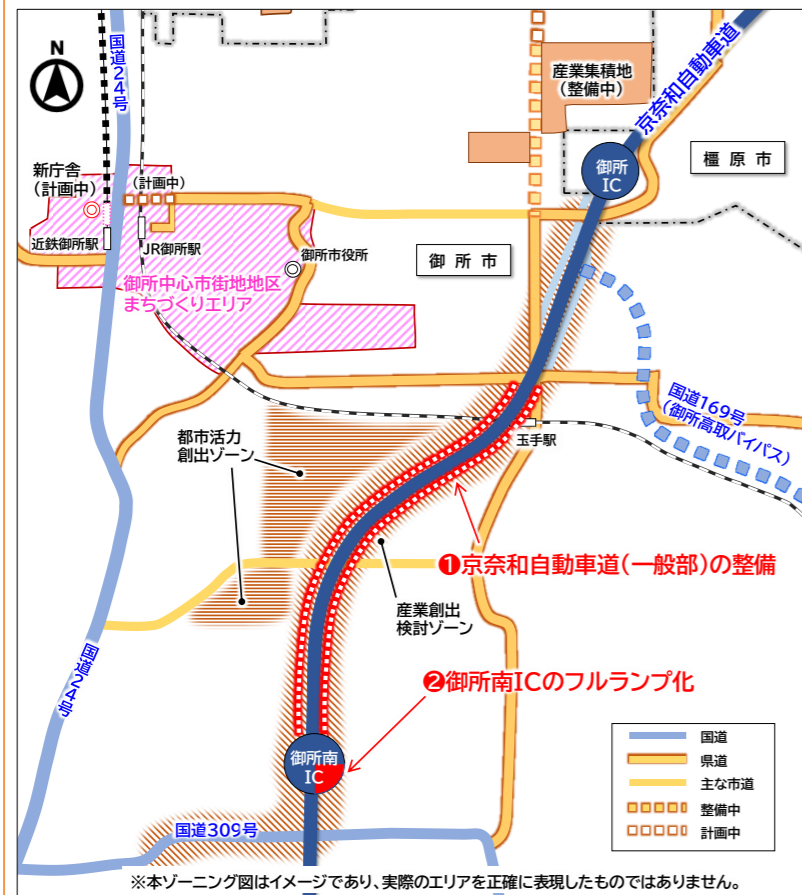 N
国道24号
京奈和自動車道
産業集積地
(整備中)
御所
IC
橿原市
新庁舎
(計画中)
(計画中)
近鉄御所駅
JR御所駅
御所市役所
御所市
御所中心市街地地区
まちづくりエリア
国道169号
(御所高取バイパス)
玉手駅
都市活力
創出ゾーン
❶京奈和自動車道(一般部)の整備
産業創出
検討ゾーン
国道24号
❷御所南ICのフルランプ化
御所南
IC
国道309号
国道
県道
主な市道
整備中
計画中
※本ゾーニング図はイメージであり、実際のエリアを正確に表現したものではありません。